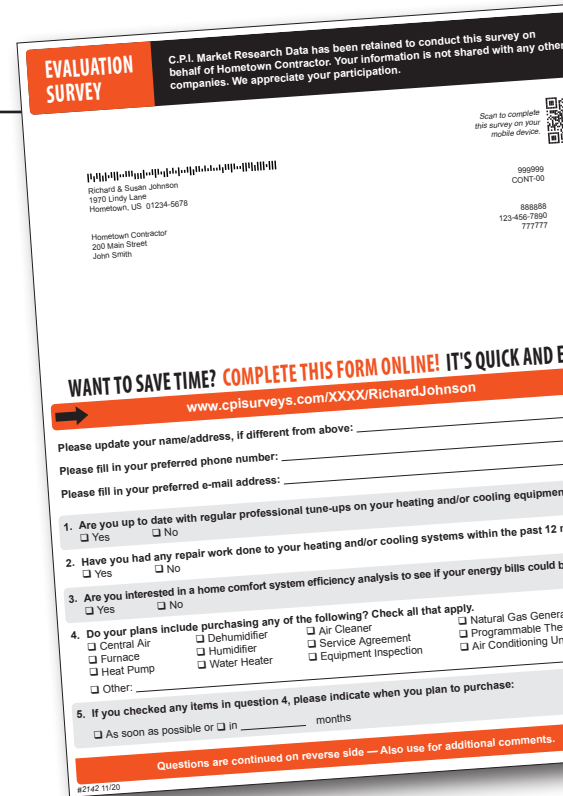 EVALUATION
SURVEY
C.P.I. Market Research Data has been retained to conduct this survey on
behalf of Hometown Contractor. Your information is not shared with any other
companies. We appreciate your participation.
Scan to complete
this survey on your
mobile device.
Richard & Susan Johnson
1970 Lindy Lane
Hometown, US 01234-5678
999999
CONT-00
Hometown Contractor
200 Main Street
John Smith
888888
123-456-7890
777777
WANT TO SAVE TIME? COMPLETE THIS FORM ONLINE! IT'S QUICK AND E
www.cpisurveys.com/XXXX/RichardJohnson
Please update your name/address, if different from above:
Please fill in your preferred phone number:
Please fill in your preferred e-mail address:
1. Are you up to date with regular professional tune-ups on your heating and/or cooling equipmen
❑ Yes ❑ No
2. Have you had any repair work done to your heating and/or cooling systems within the past 12 m
❑ Yes ❑ No
3. Are you interested in a home comfort system efficiency analysis to see if your energy bills could b
❑ Yes ❑ No
4. Do your plans include purchasing any of the following? Check all that apply.
❑ Central Air ❑ Dehumidifier ❑ Air Cleaner ❑ Natural Gas Genera
❑ Furnace ❑ Humidifier ❑ Service Agreement ❑ Programmable The
❑ Heat Pump ❑ Water Heater ❑ Equipment Inspection ❑ Air Conditioning Un
❑ Other:
5. If you checked any items in question 4, please indicate when you plan to purchase:
❑ As soon as possible or ❑ in ________ months
Questions are continued on reverse side — Also use for additional comments.
#2142 11/20